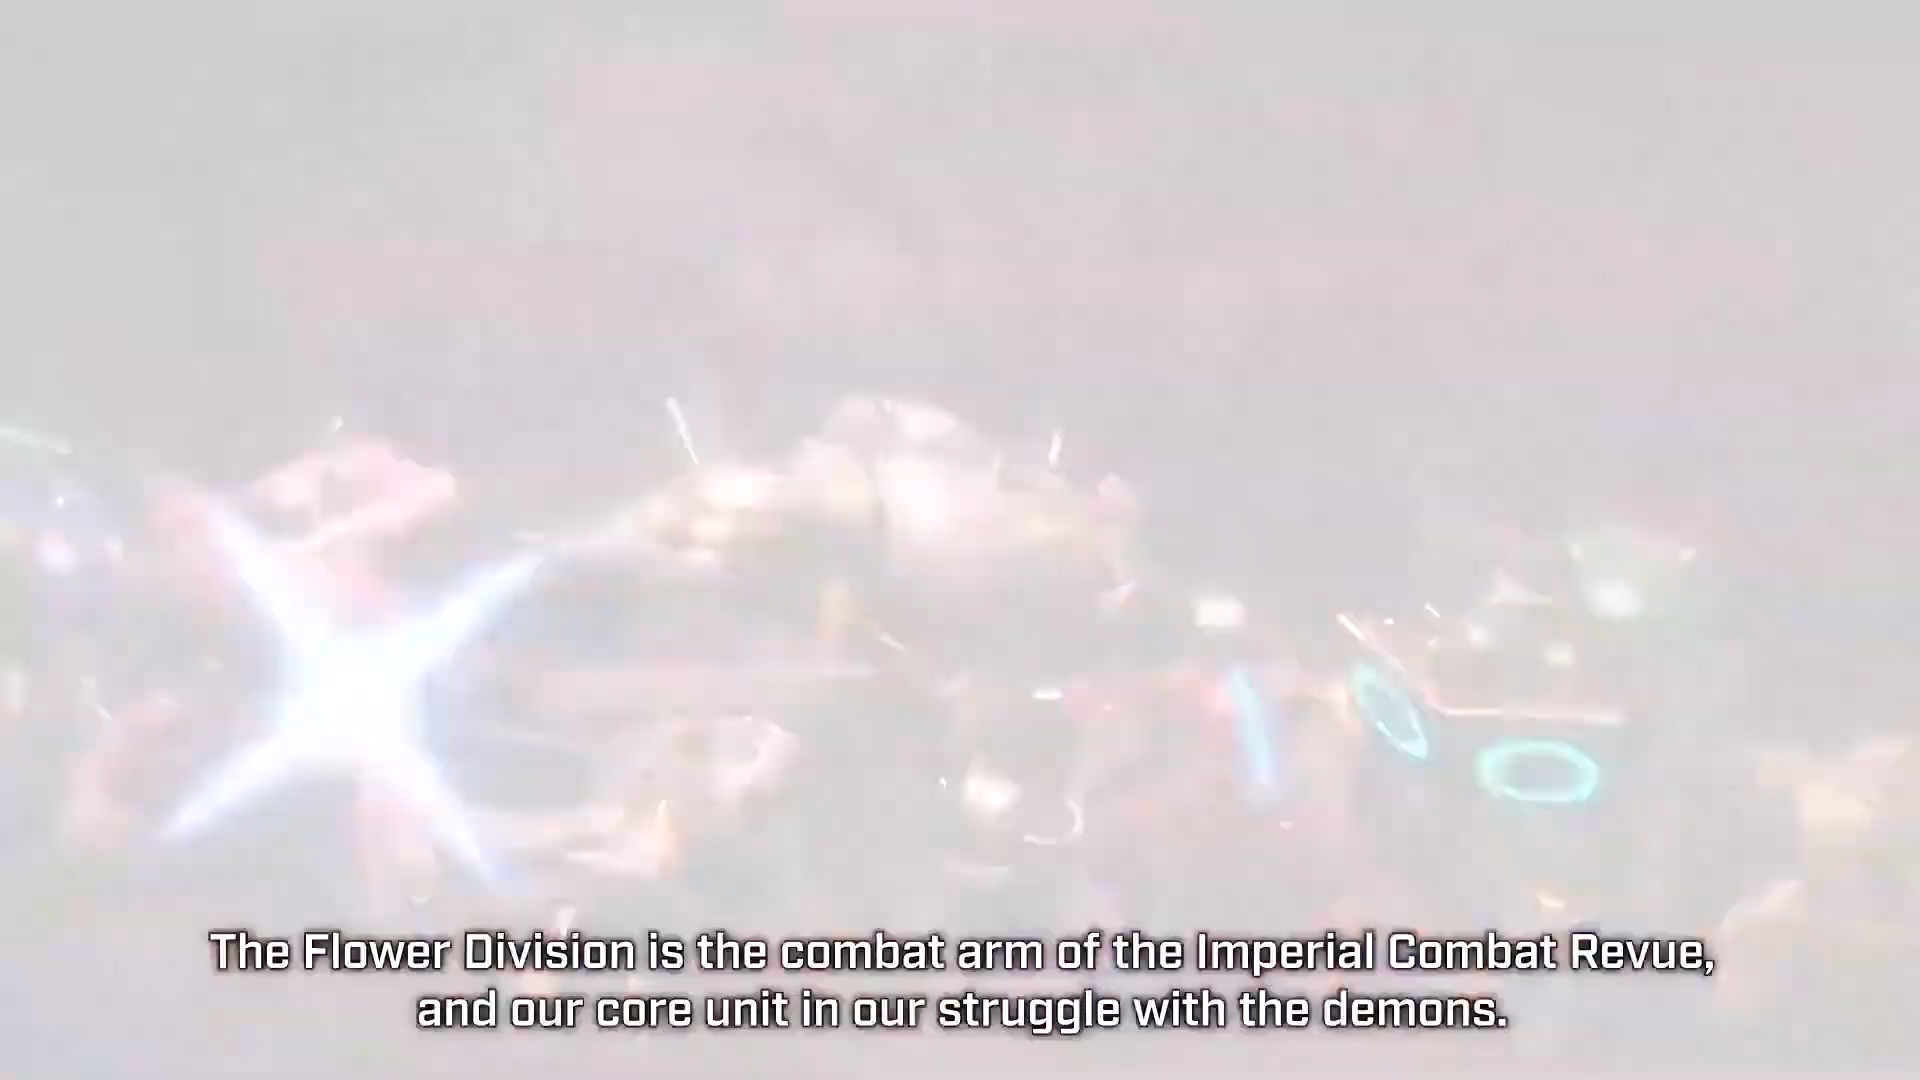 The Flower Division is the combat arm of the Imperial Combat Revue,
and our core unit in our struggle with the demons.